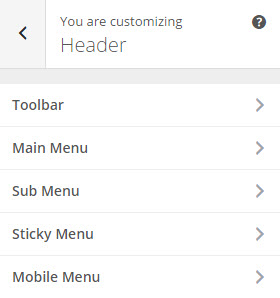 You are customizing
Header
Toolbar
Main Menu
Sub Menu
Sticky Menu
Mobile Menu